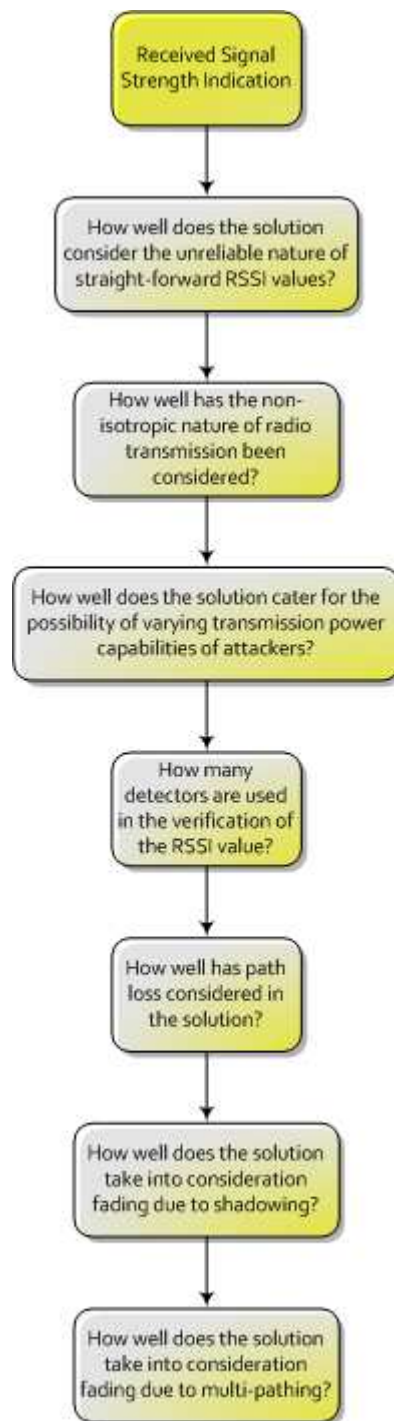 Received Signal
Strength Indication
How well does the solution
consider the unreliable nature of
straight-forward RSSI values?
How well has the non-
isotropic nature of radio
transmission been
considered?
How well does the solution cater for the
possibility of varying transmission power
capabilities of attackers?
How many
detectors are used
in the verification of
the RSSI value?
How well has path
loss considered in
the solution?
How well does the solution
take into consideration
fading due to shadowing?
How well does the solution
take into consideration
fading due to multi-pathing?